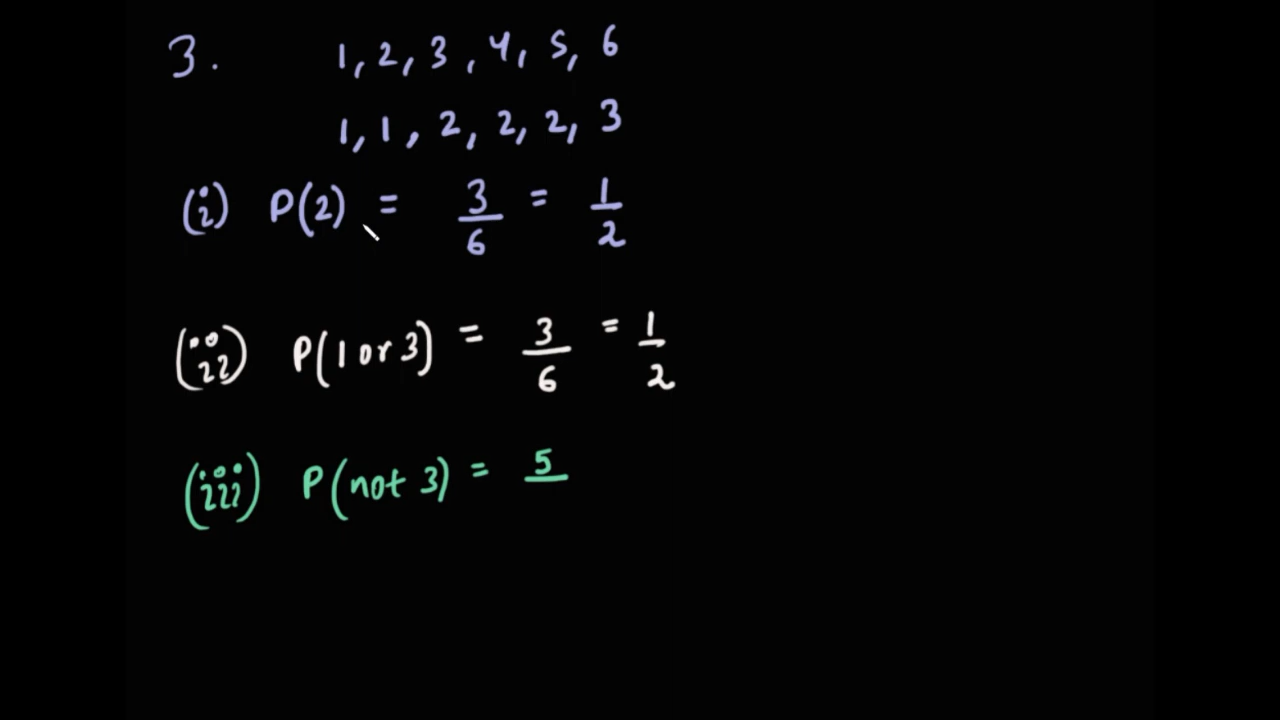 3. 1, 2, 3, 4, 5, 6
1, 1, 2, 2, 2, 3
(i) P(2) = 3/6 = 1/2
(ii) P(1 or 3) = 3/6 = 1/2
(iii) P(not 3) = 5/